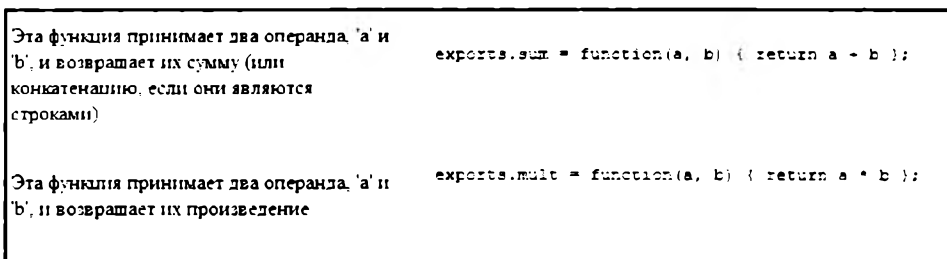 Эта функция принимает два операнда, 'a' и
'b', и возвращает их сумму (или
конкатенацию, если они являются
строками)
exports.sum = function(a, b) { return a + b };
Эта функция принимает два операнда, 'a' и
'b', и возвращает их произведение
exports.mult = function(a, b) { return a * b };